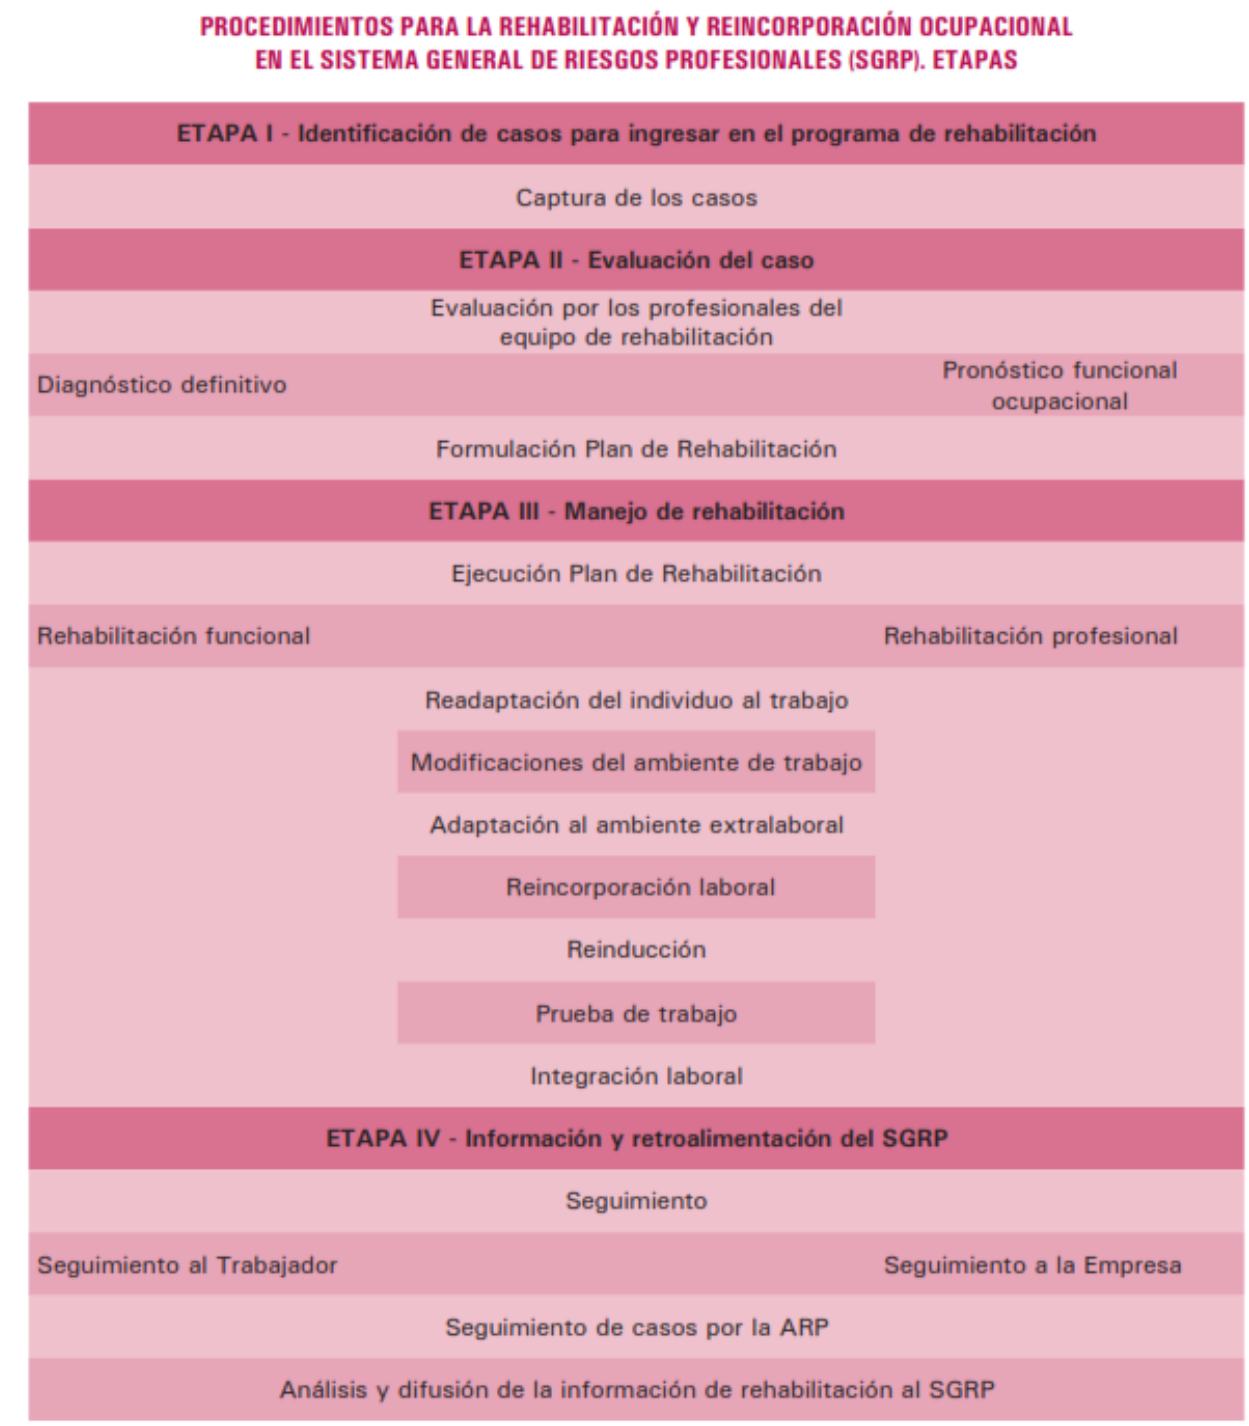 PROCEDIMIENTOS PARA LA REHABILITACIÓN Y REINCORPORACIÓN OCUPACIONAL
EN EL SISTEMA GENERAL DE RIESGOS PROFESIONALES (SGRP). ETAPAS
ETAPA I - Identificación de casos para ingresar en el programa de rehabilitación
Captura de los casos
ETAPA II - Evaluación del caso
Evaluación por los profesionales del
equipo de rehabilitación
Diagnóstico definitivo
Pronóstico funcional
ocupacional
Formulación Plan de Rehabilitación
ETAPA III - Manejo de rehabilitación
Ejecución Plan de Rehabilitación
Rehabilitación funcional
Rehabilitación profesional
Readaptación del individuo al trabajo
Modificaciones del ambiente de trabajo
Adaptación al ambiente extralaboral
Reincorporación laboral
Reinducción
Prueba de trabajo
Integración laboral
ETAPA IV - Información y retroalimentación del SGRP
Seguimiento
Seguimiento al Trabajador
Seguimiento a la Empresa
Seguimiento de casos por la ARP
Análisis y difusión de la información de rehabilitación al SGRP